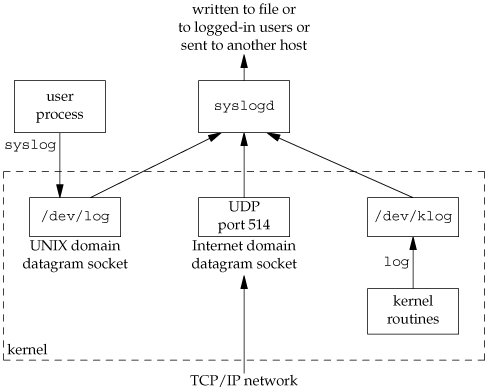 written to file or
to logged-in users or
sent to another host
user
process
syslogd
syslog
/dev/log
UDP
port 514
/dev/klog
UNIX domain
datagram socket
Internet domain
datagram socket
log
kernel
routines
kernel
TCP/IP network